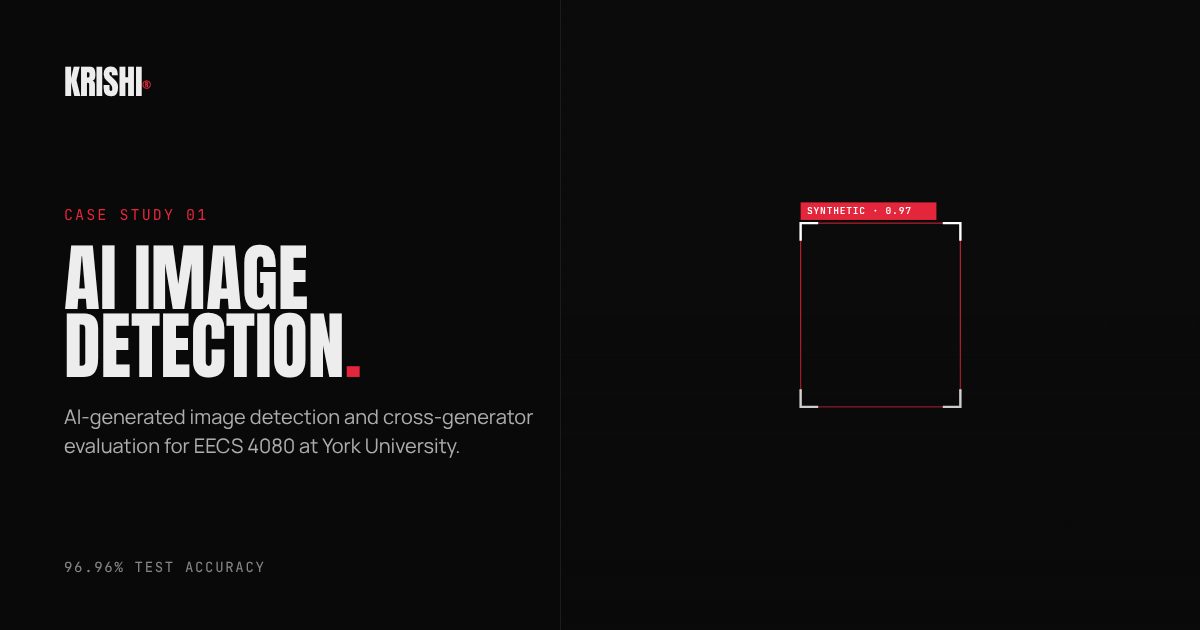 KRISHI®
CASE STUDY 01
AI IMAGE
DETECTION.
AI-generated image detection and cross-generator
evaluation for EECS 4080 at York University.
96.96% TEST ACCURACY
SYNTHETIC · 0.97